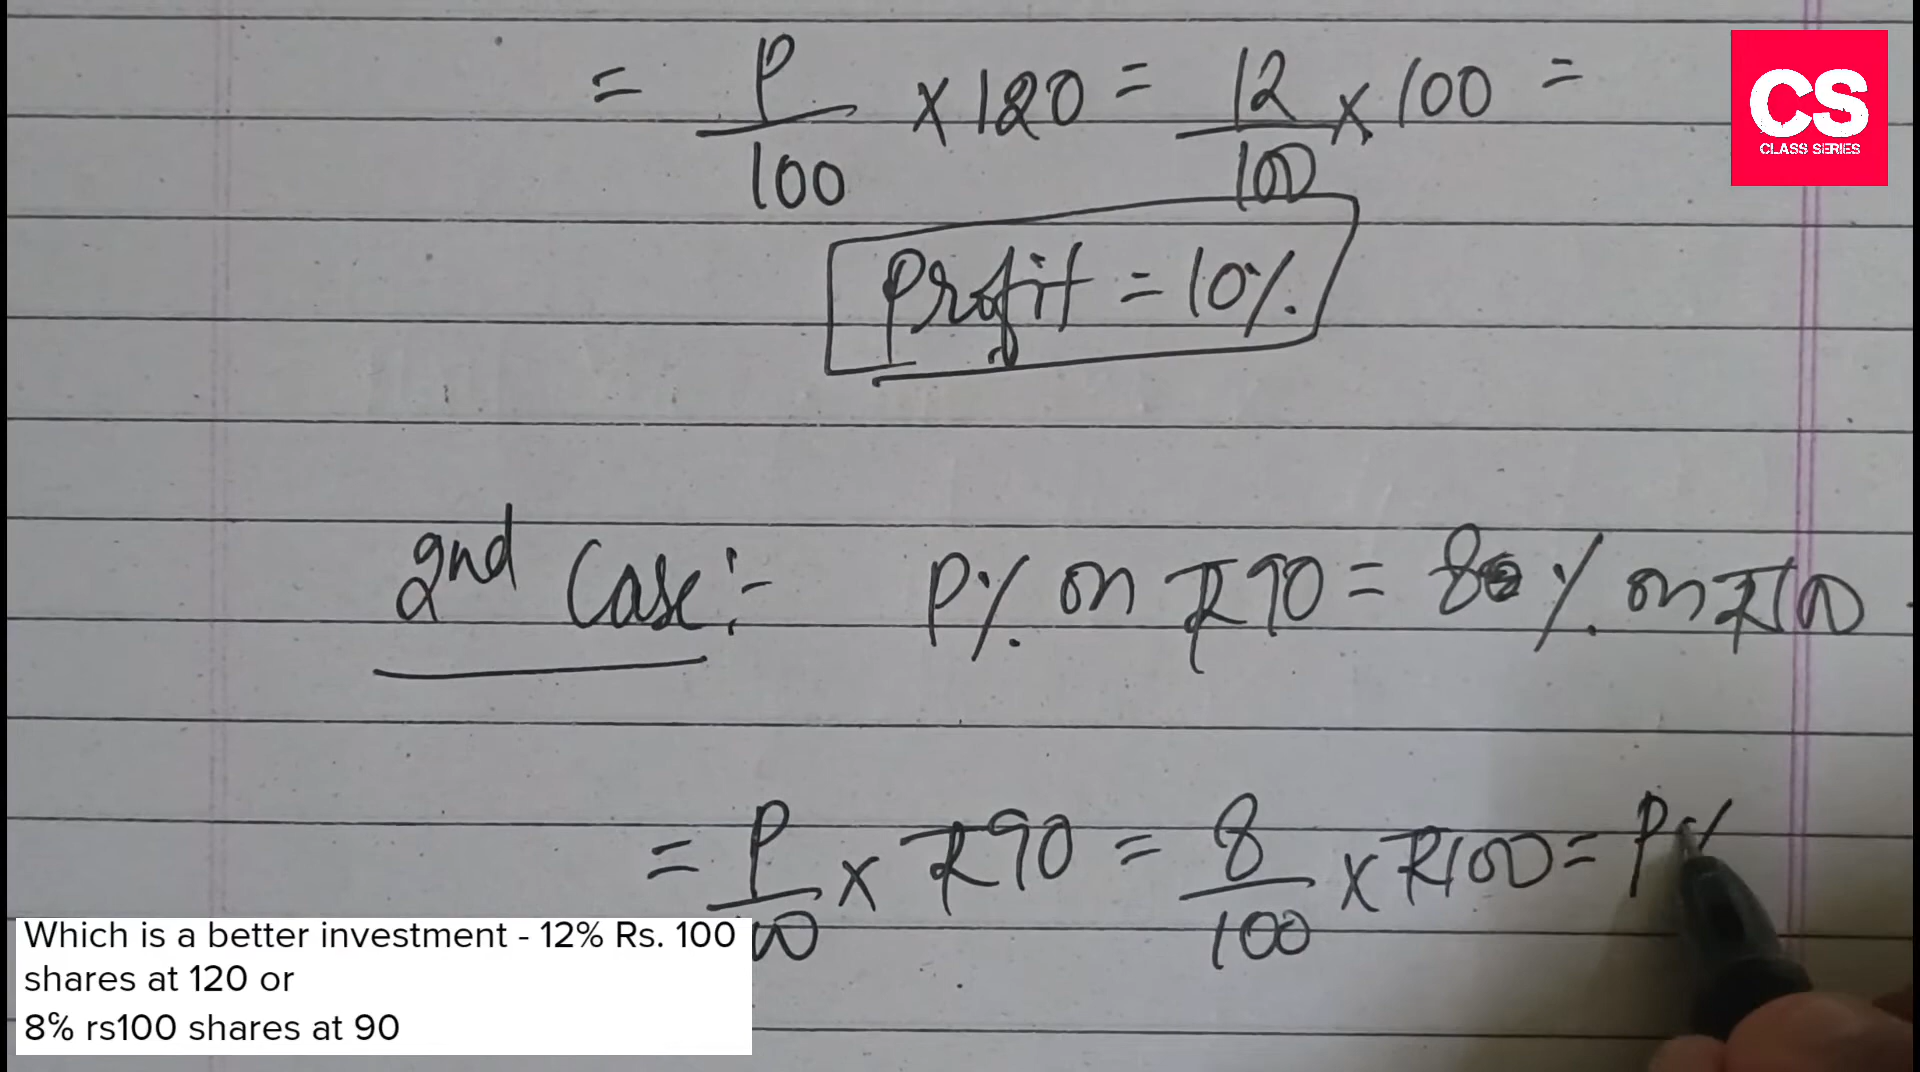 = P/100 × 120 = 12/100 × 100 =
CS
CLASS SERIES
Profit = 10%.
2nd Case :- P% on ₹90 = 8 % on ₹100
= P/100 × ₹90 = 8/100 × ₹100 = P%
Which is a better investment - 12% Rs. 100
shares at 120 or
8% rs100 shares at 90